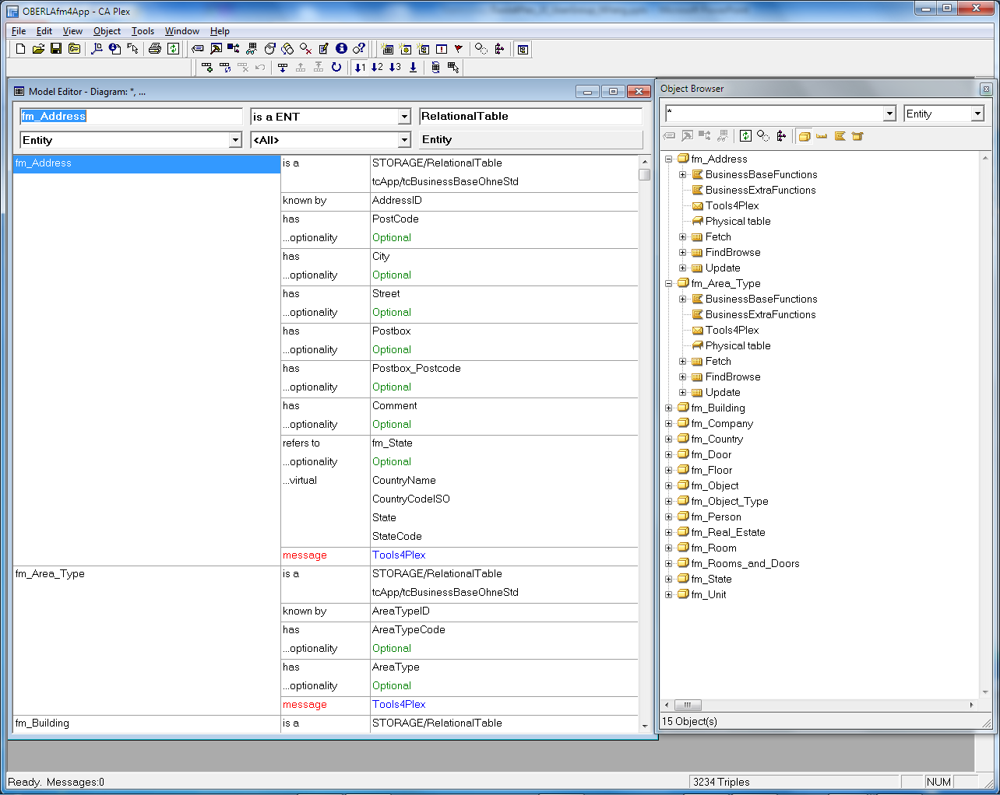 OBERLAfm4App - CA Plex
File Edit View Object Tools Window Help
1 2 3
Model Editor - Diagram: *, ...
fm_Address is a ENT RelationalTable
Entity <All> Entity
fm_Address is a STORAGE/RelationalTable
tcApp/tcBusinessBaseOhneStd
known by AddressID
has PostCode
...optionality Optional
has City
...optionality Optional
has Street
...optionality Optional
has Postbox
...optionality Optional
has Postbox_Postcode
...optionality Optional
has Comment
...optionality Optional
refers to fm_State
...optionality Optional
...virtual CountryName
CountryCodeISO
State
StateCode
message Tools4Plex
fm_Area_Type is a STORAGE/RelationalTable
tcApp/tcBusinessBaseOhneStd
known by AreaTypeID
has AreaTypeCode
...optionality Optional
has AreaType
...optionality Optional
message Tools4Plex
fm_Building is a STORAGE/RelationalTable
Object Browser
* Entity
fm_Address
BusinessBaseFunctions
BusinessExtraFunctions
Tools4Plex
Physical table
Fetch
FindBrowse
Update
fm_Area_Type
BusinessBaseFunctions
BusinessExtraFunctions
Tools4Plex
Physical table
Fetch
FindBrowse
Update
fm_Building
fm_Company
fm_Country
fm_Door
fm_Floor
fm_Object
fm_Object_Type
fm_Person
fm_Real_Estate
fm_Room
fm_Rooms_and_Doors
fm_State
fm_Unit
15 Object(s)
Ready. Messages:0 3234 Triples NUM